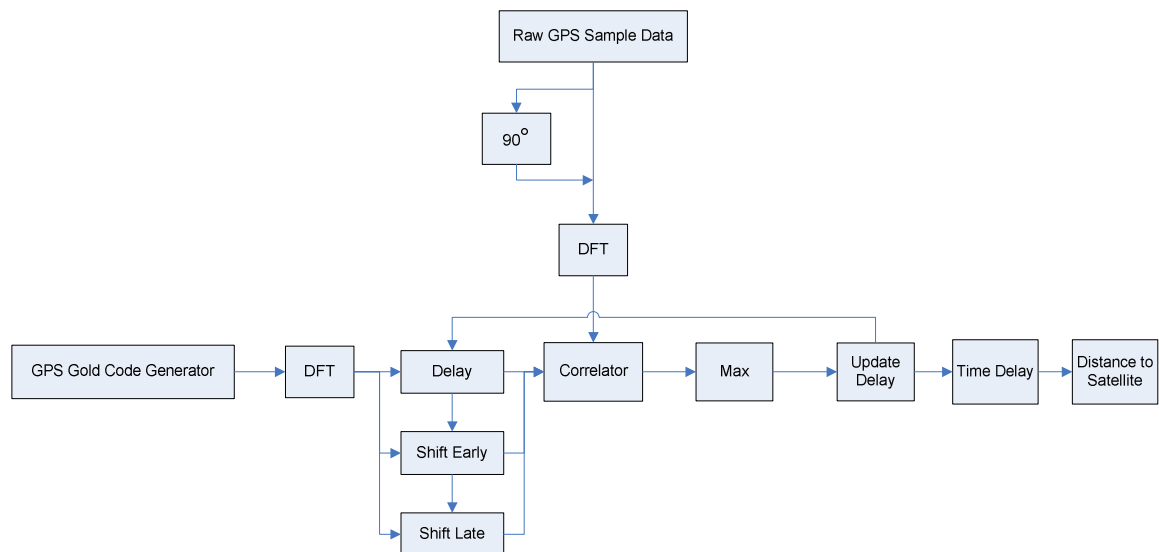 Raw GPS Sample Data
90°
DFT
GPS Gold Code Generator
DFT
Delay
Correlator
Max
Update
Delay
Time Delay
Distance to
Satellite
Shift Early
Shift Late